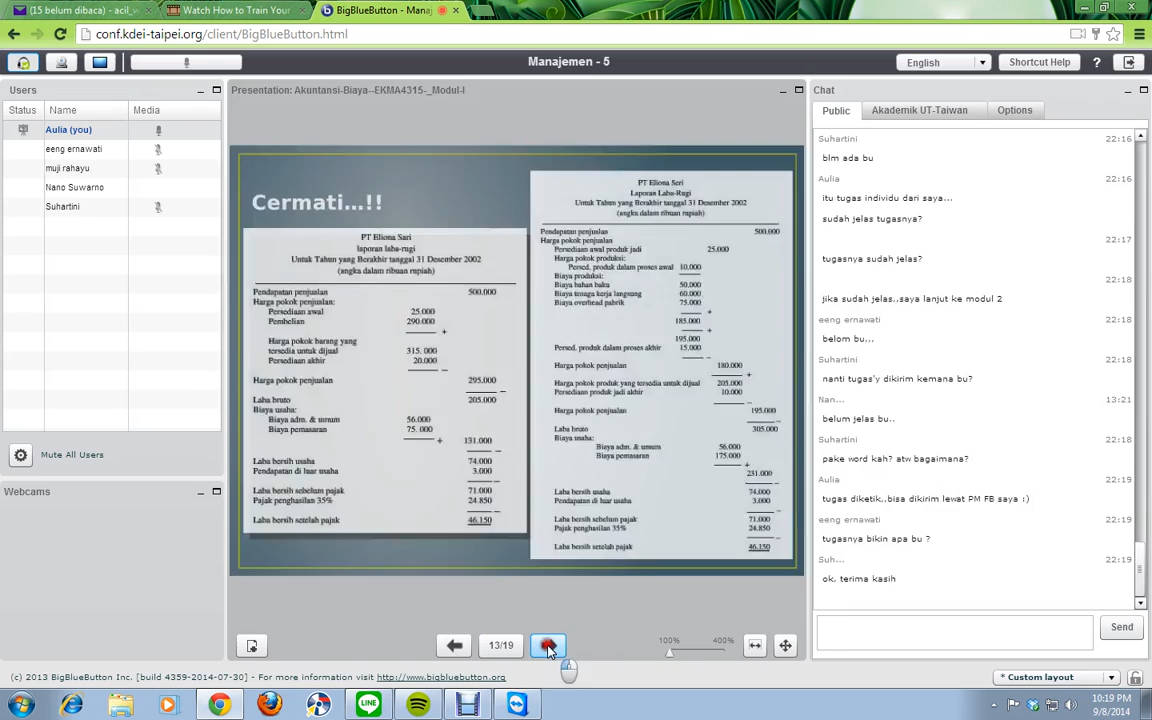 (15 belum dibaca) - acil_
Watch How to Train Your
BigBlueButton - Mana
conf.kdei-taipei.org/client/BigBlueButton.html
Manajemen - 5
English
Shortcut Help
?
Users
Status Name Media
Aulia (you)
eeng ernawati
muji rahayu
Nano Suwarno
Suhartini
Mute All Users
Webcams
Presentation: Akuntansi-Biaya--EKMA4315-_Modul-I
Cermati...!!
PT Eliona Sari
laporan laba-rugi
Untuk Tahun yang Berakhir tanggal 31 Desember 2002
(angka dalam ribuan rupiah)
Pendapatan penjualan 500.000
Harga pokok penjualan:
Persediaan awal 25.000
Pembelian 290.000
+
Harga pokok barang yang
tersedia untuk dijual 315. 000
Persediaan akhir 20.000
Harga pokok penjualan 295.000
Laba bruto 205.000
Biaya usaha:
Biaya adm. & umum 56.000
Biaya pemasaran 75. 000
+ 131.000
Laba bersih usaha 74.000
Pendapatan di luar usaha 3.000
Laba bersih sebelum pajak 71.000
Pajak penghasilan 35% 24.850
Laba bersih setelah pajak 46.150
PT Eliona Sari
Laporan Laba-Rugi
Untuk Tahun yang Berakhir tanggal 31 Desember 2002
(angka dalam ribuan rupiah)
Pendapatan penjualan 500.000
Harga pokok penjualan
Persediaan awal produk jadi 25.000
Harga pokok produksi:
Persed, produk dalam proses awal 10.000
Biaya produksi:
Biaya bahan baku 50.000
Biaya tenaga kerja langsung 60.000
Biaya overhead pabrik 75.000
+
185.000
+
195.000
Persed, produk dalam proses akhir 15.000
Harga pokok penjualan 180.000
+
Harga pokok produk yang tersedia untuk dijual 205.000
Persediaan produk jadi akhir 10.000
Harga pokok penjualan 195.000
Laba bruto 305.000
Biaya usaha:
Biaya adm. & umum 56.000
Biaya pemasaran 175.000
+
231.000
Laba bersih usaha 74.000
Pendapatan di luar usaha 3.000
Laba bersih sebelum pajak 71.000
Pajak penghasilan 35% 24.850
Laba bersih setelah pajak 46.150
13/19
100% 400%
Chat
Public Akademik UT-Taiwan Options
Suhartini 22:16
blm ada bu
Aulia 22:16
itu tugas individu dari saya...
sudah jelas tugasnya?
22:17
tugasnya sudah jelas?
22:18
jika sudah jelas..saya lanjut ke modul 2
eeng ernawati 22:18
belom bu...
Suhartini 22:18
nanti tugas'y dikirim kemana bu?
Nan... 13:21
belum jelas bu..
Suhartini 22:18
pake word kah? atw bagaimana?
Aulia 22:19
tugas diketik..bisa dikirim lewat PM FB saya :)
eeng ernawati 22:19
tugasnya bikin apa bu ?
Suh... 22:19
ok, terima kasih
Send
(c) 2013 BigBlueButton Inc. [build 4359-2014-07-30] - For more information visit http://www.bigbluebutton.org
* Custom layout
LINE
10:19 PM
9/8/2014